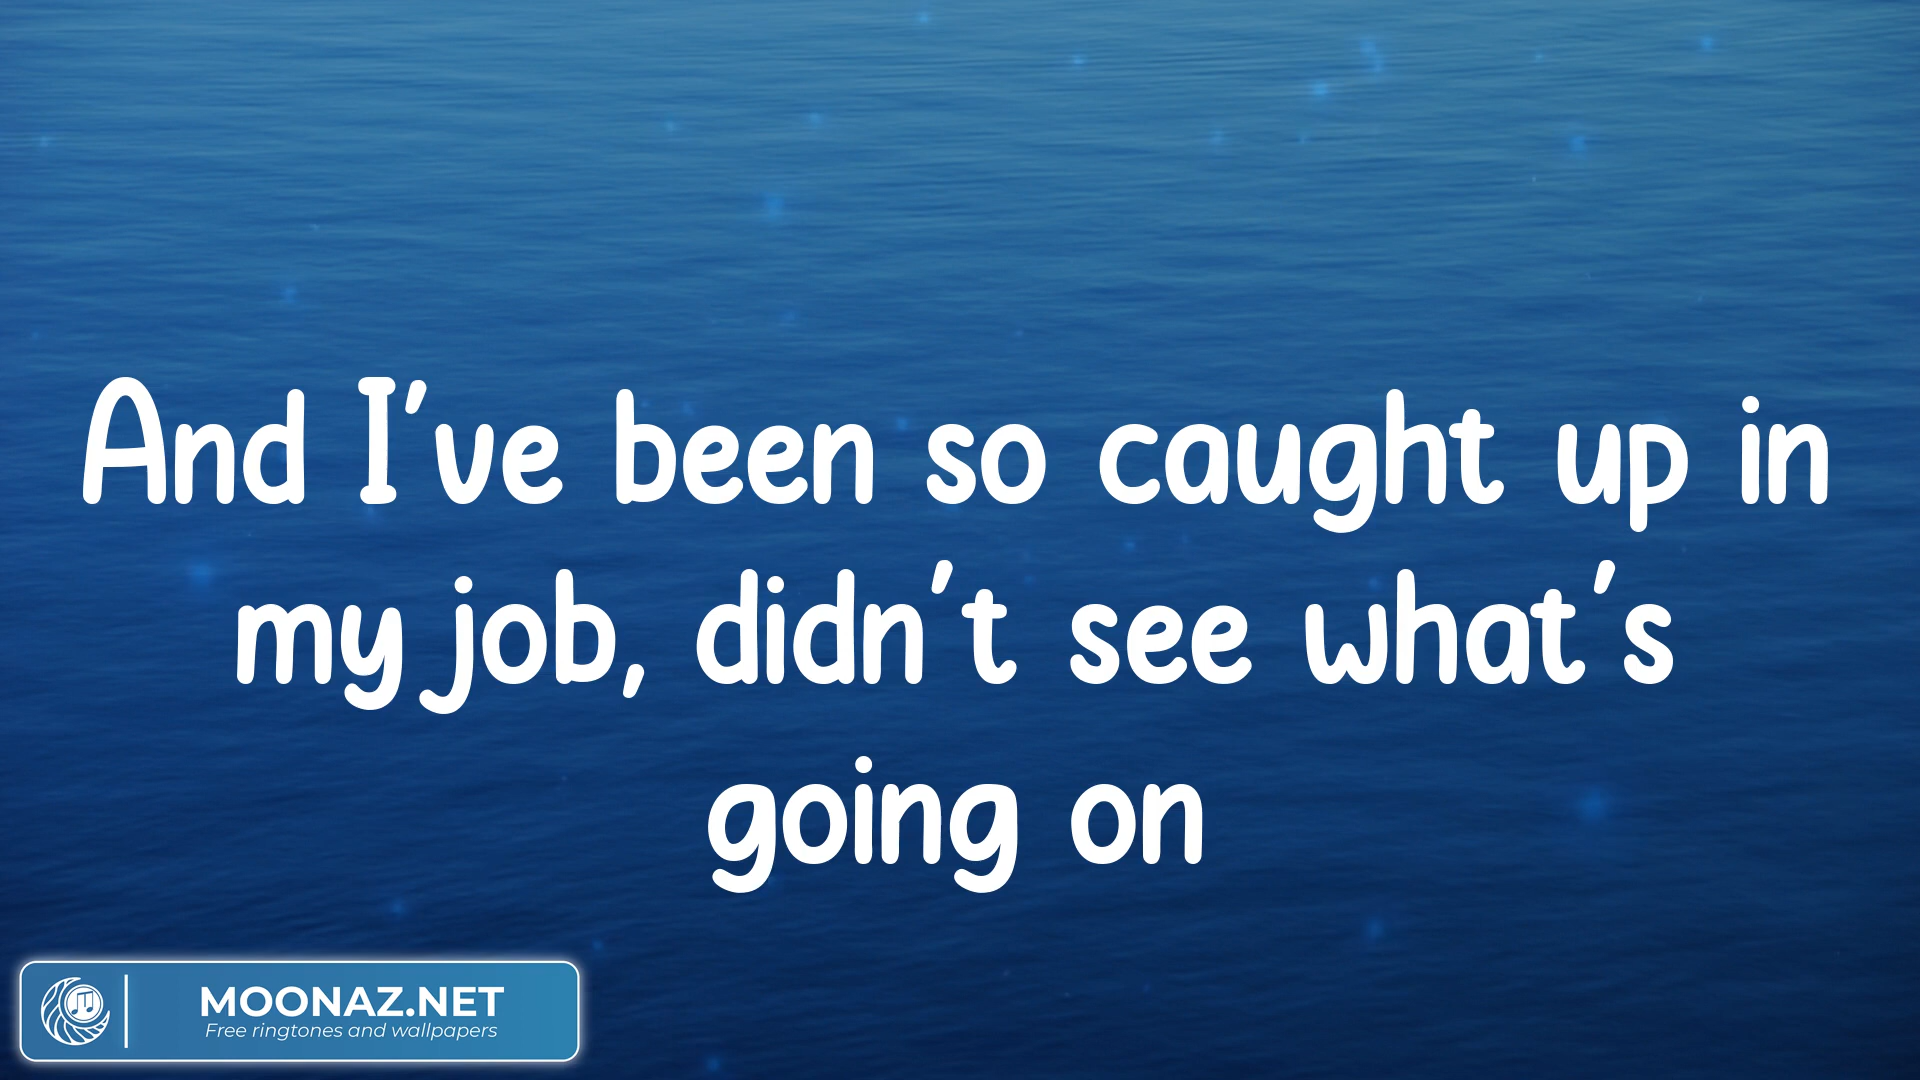 And I've been so caught up in
my job, didn't see what's
going on
MOONAZ.NET
Free ringtones and wallpapers